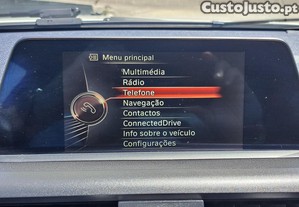 CustoJusto.pt
Menu principal
Multimédia
Rádio
Telefone
Navegação
Contactos
ConnectedDrive
Info sobre o veículo
Configurações